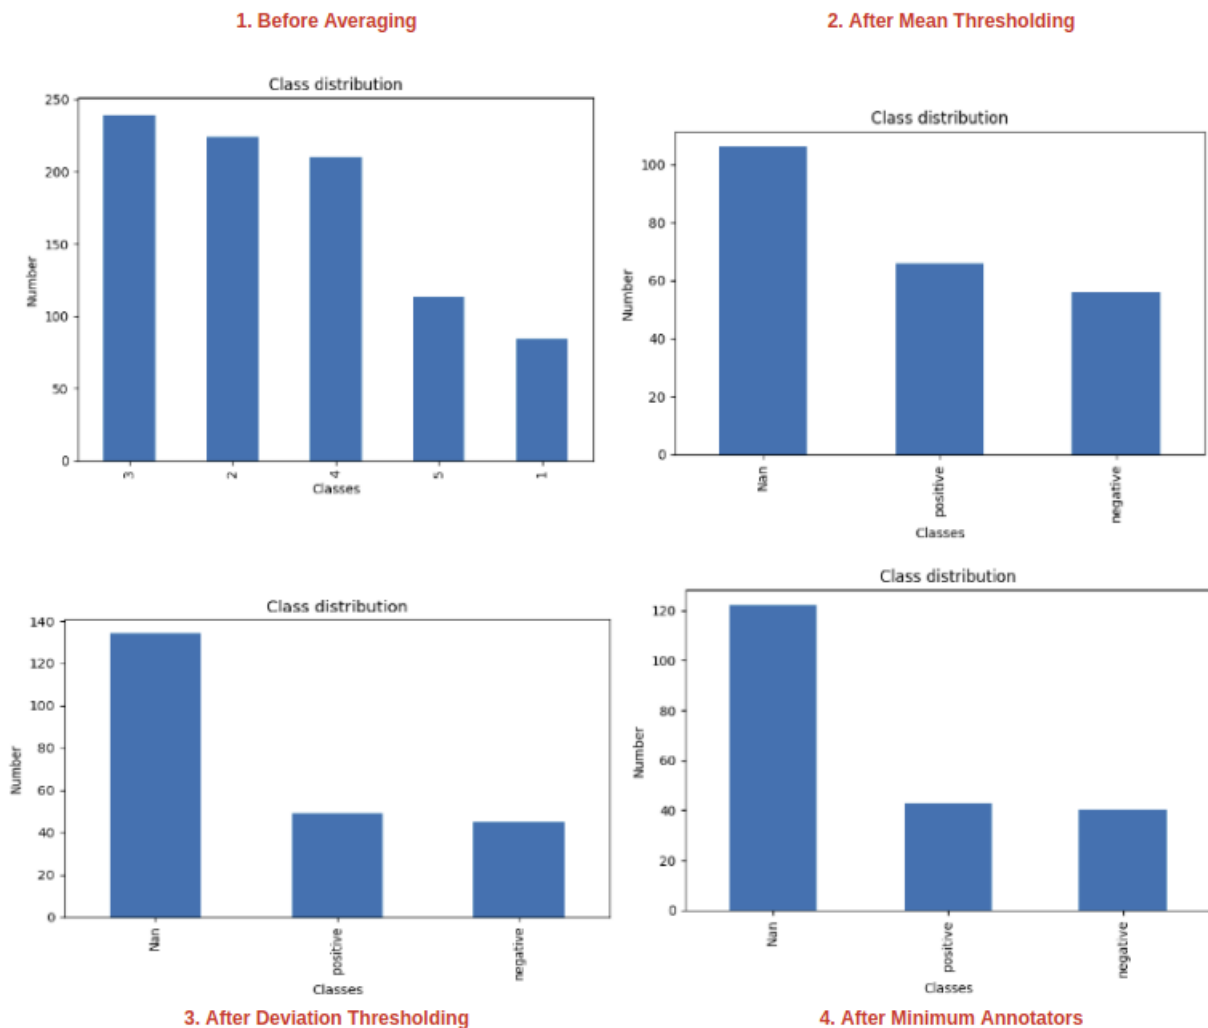 1. Before Averaging
Class distribution
250
200
150
100
50
0
Number
3
2
4
5
1
Classes
2. After Mean Thresholding
Class distribution
100
80
60
40
20
0
Number
Nan
positive
negative
Classes
Class distribution
140
120
100
80
60
40
20
0
Number
Nan
positive
negative
Classes
3. After Deviation Thresholding
Class distribution
120
100
80
60
40
20
0
Number
Nan
positive
negative
Classes
4. After Minimum Annotators